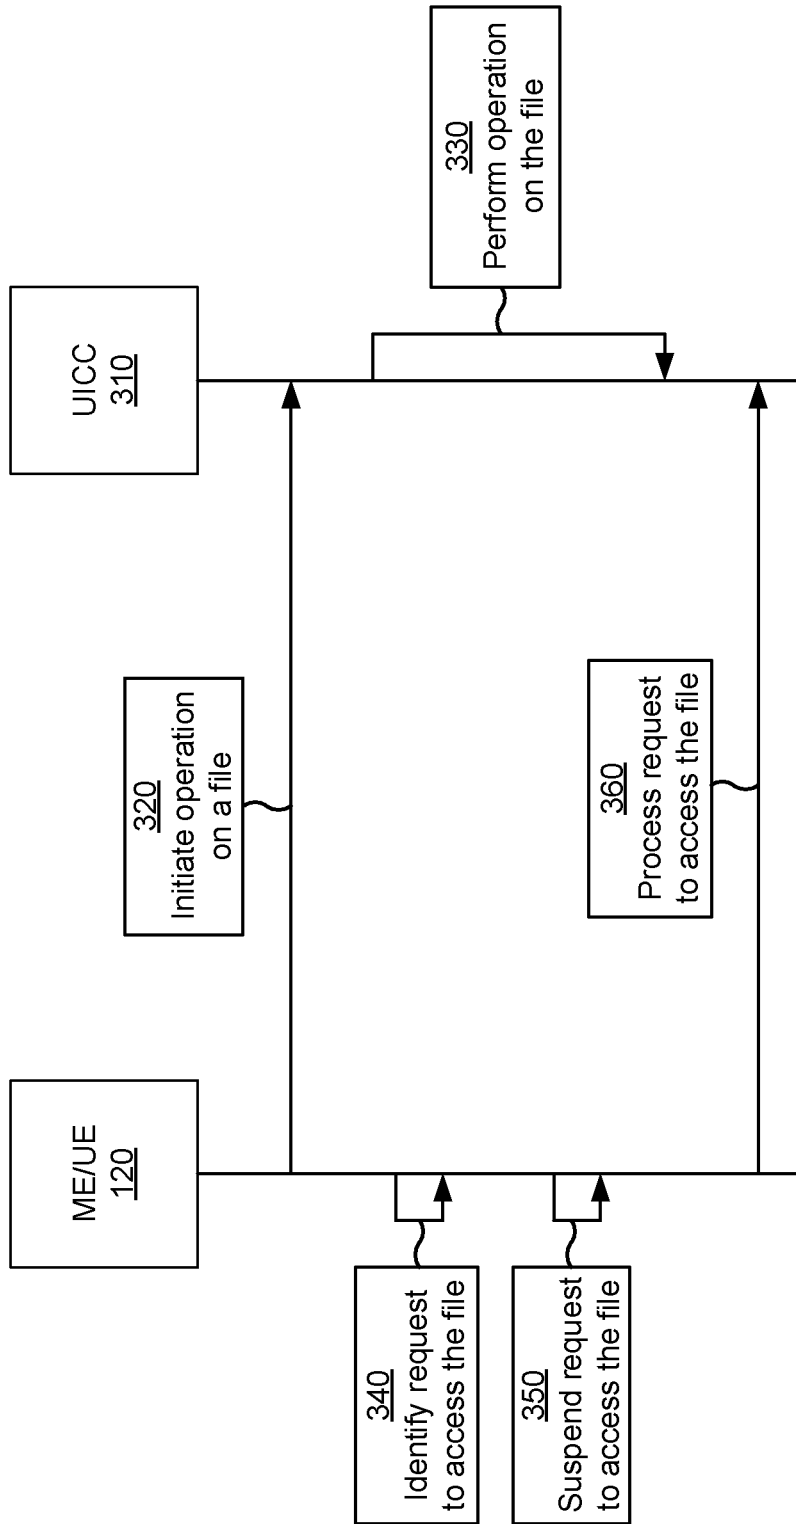 ME/UE
120
UICC
310
320
Initiate operation
on a file
330
Perform operation
on the file
340
Identify request
to access the file
350
Suspend request
to access the file
360
Process request
to access the file